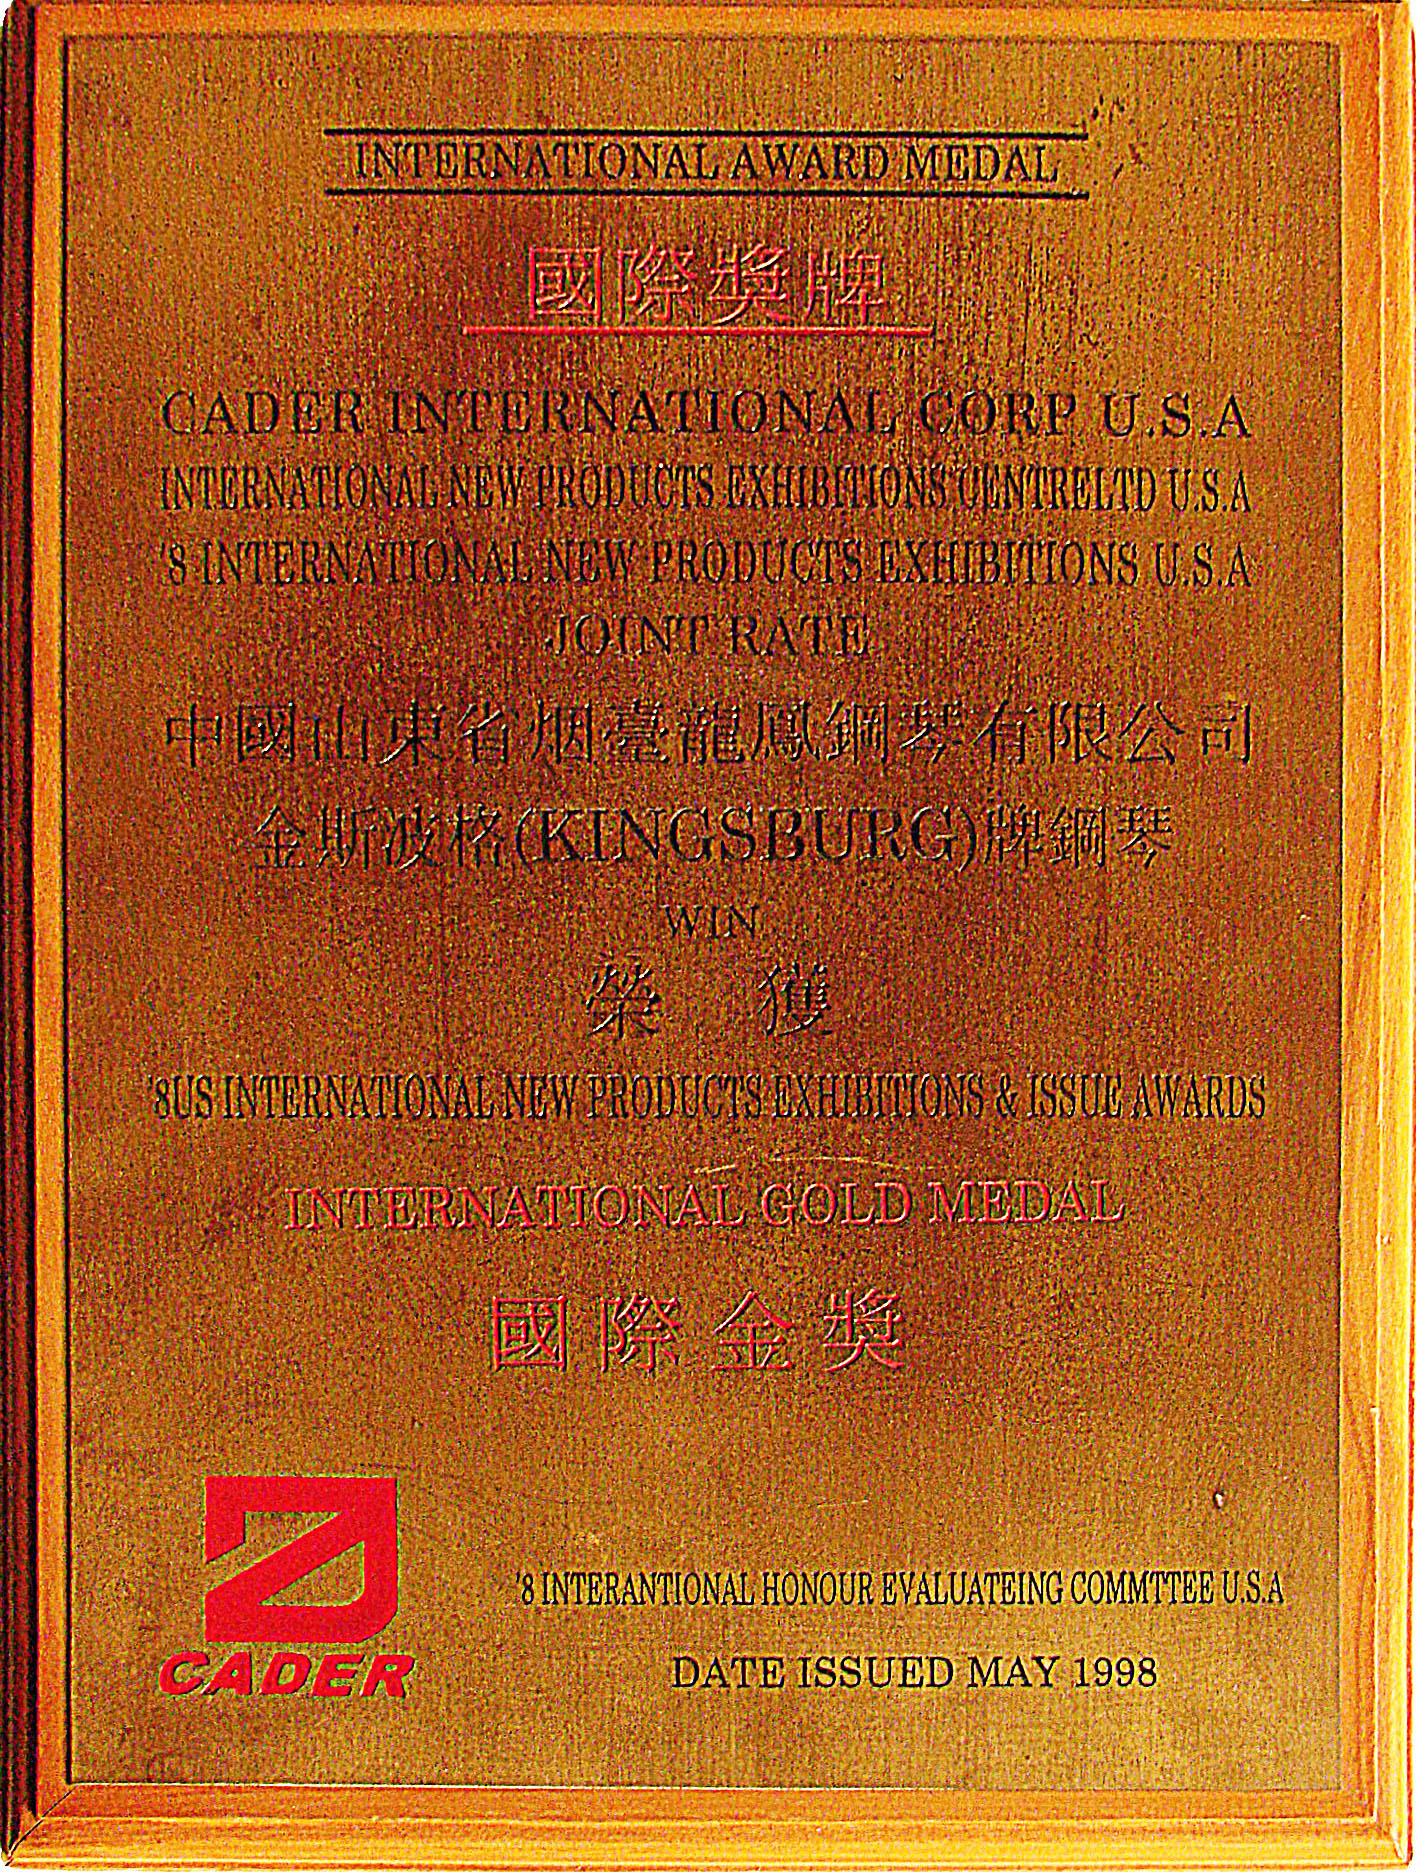 INTERNATIONAL AWARD MEDAL
國際獎牌
CADER INTERNATIONAL CORP U.S.A
INTERNATIONAL NEW PRODUCTS EXHIBITIONS CENTRELTD U.S.A
'8 INTERNATIONAL NEW PRODUCTS EXHIBITIONS U.S.A
JOINT RATE
中國山東省烟臺龍鳳鋼琴有限公司
金斯波格(KINGSBURG)牌鋼琴
WIN
榮獲
'8US INTERNATIONAL NEW PRODUCTS EXHIBITIONS & ISSUE AWARDS
INTERNATIONAL GOLD MEDAL
國際金獎
CADER
'8 INTERANTIONAL HONOUR EVALUATEING COMMTTEE U.S.A
DATE ISSUED MAY 1998